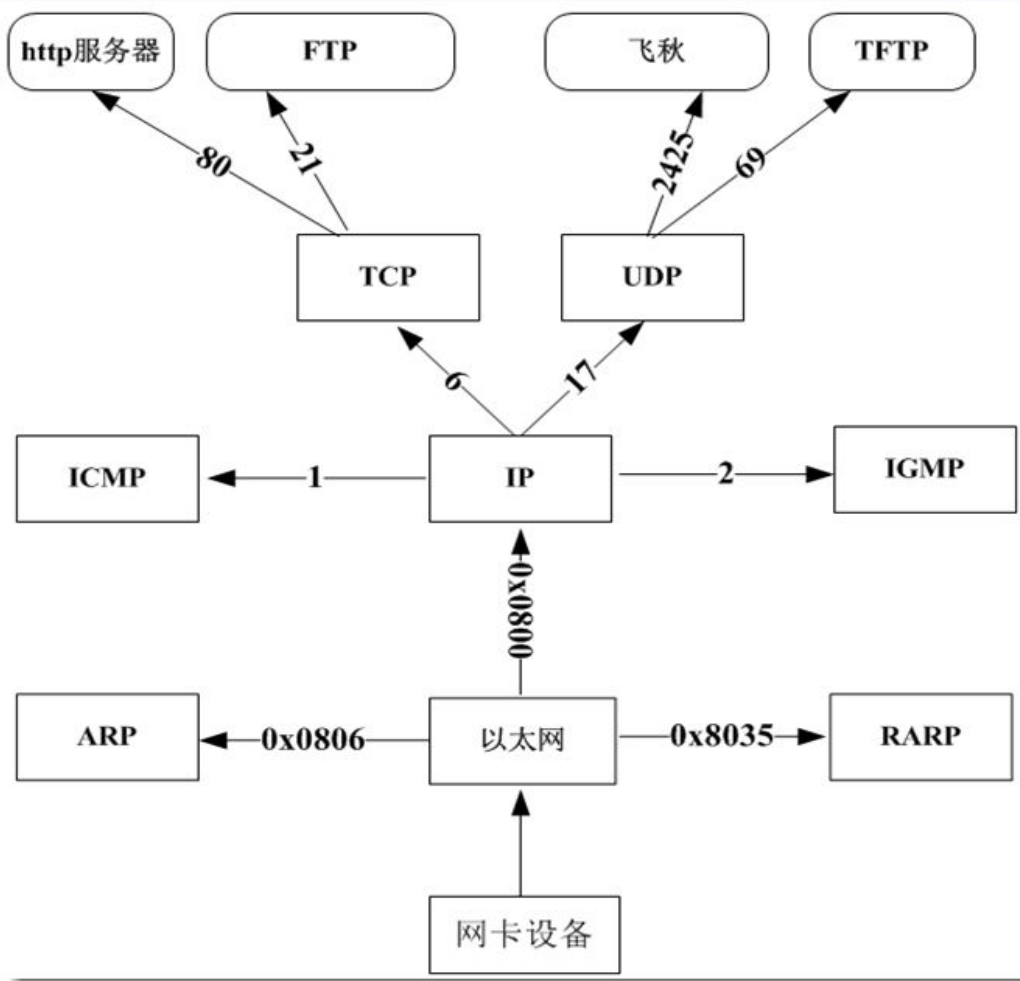 http服务器
FTP
飞秋
TFTP
80
21
2425
69
TCP
UDP
6
17
ICMP
1
IP
2
IGMP
0x0800
ARP
0x0806
以太网
0x8035
RARP
网卡设备